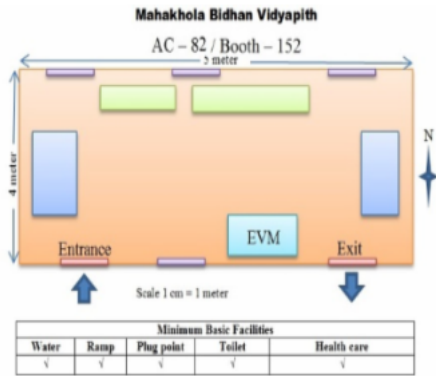 Mahakhola Bidhan Vidyapith
AC – 82 / Booth – 152
5 meter
4 meter
N
EVM
Entrance
Exit
Scale 1 cm = 1 meter
Minimum Basic Facilities
Water Ramp Plug point Toilet Health care
√ √ √ √ √